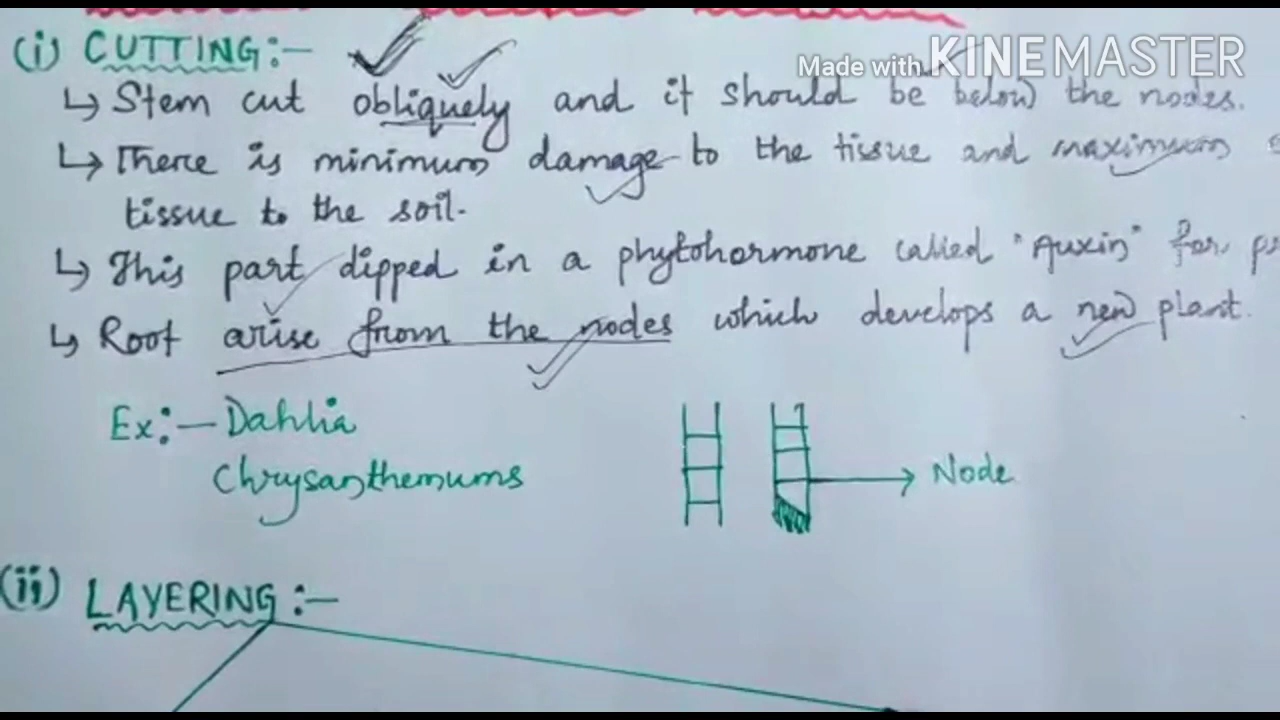 (i) CUTTING:-
Made with KINEMASTER
↳ Stem cut obliquely and it should be below the nodes.
↳ There is minimum damage to the tissue and maximum
tissue to the soil.
↳ This part dipped in a phytohormone called "Auxin" for
↳ Root arise from the nodes which develops a new plant.
Ex:- Dahlia
Chrysanthemums
Node
(ii) LAYERING:-